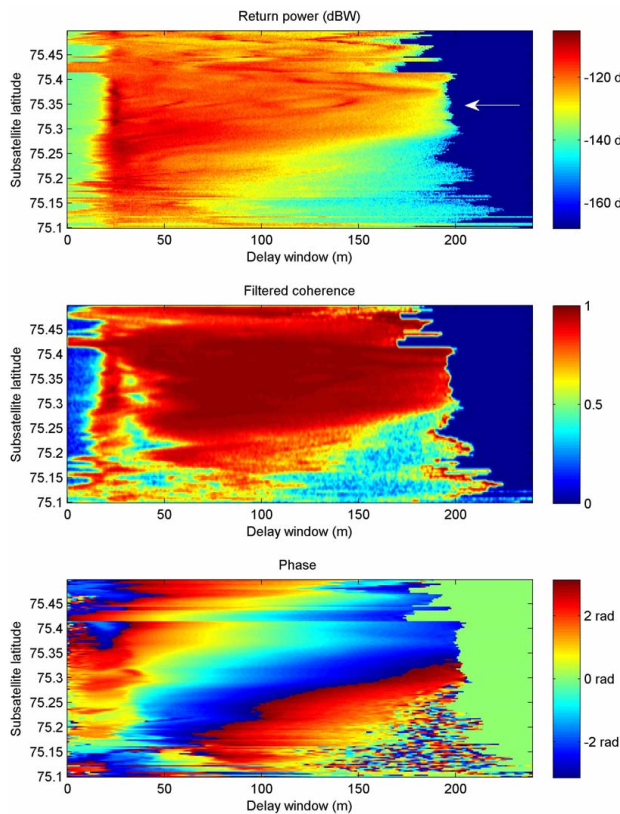 Return power (dBW)
Subsatellite latitude
75.45
75.4
75.35
75.3
75.25
75.2
75.15
75.1
0 50 100 150 200
Delay window (m)
-120 d
-140 d
-160 d
Filtered coherence
Subsatellite latitude
75.45
75.4
75.35
75.3
75.25
75.2
75.15
75.1
0 50 100 150 200
Delay window (m)
1
0.5
0
Phase
Subsatellite latitude
75.45
75.4
75.35
75.3
75.25
75.2
75.15
75.1
0 50 100 150 200
Delay window (m)
2 rad
0 rad
-2 rad